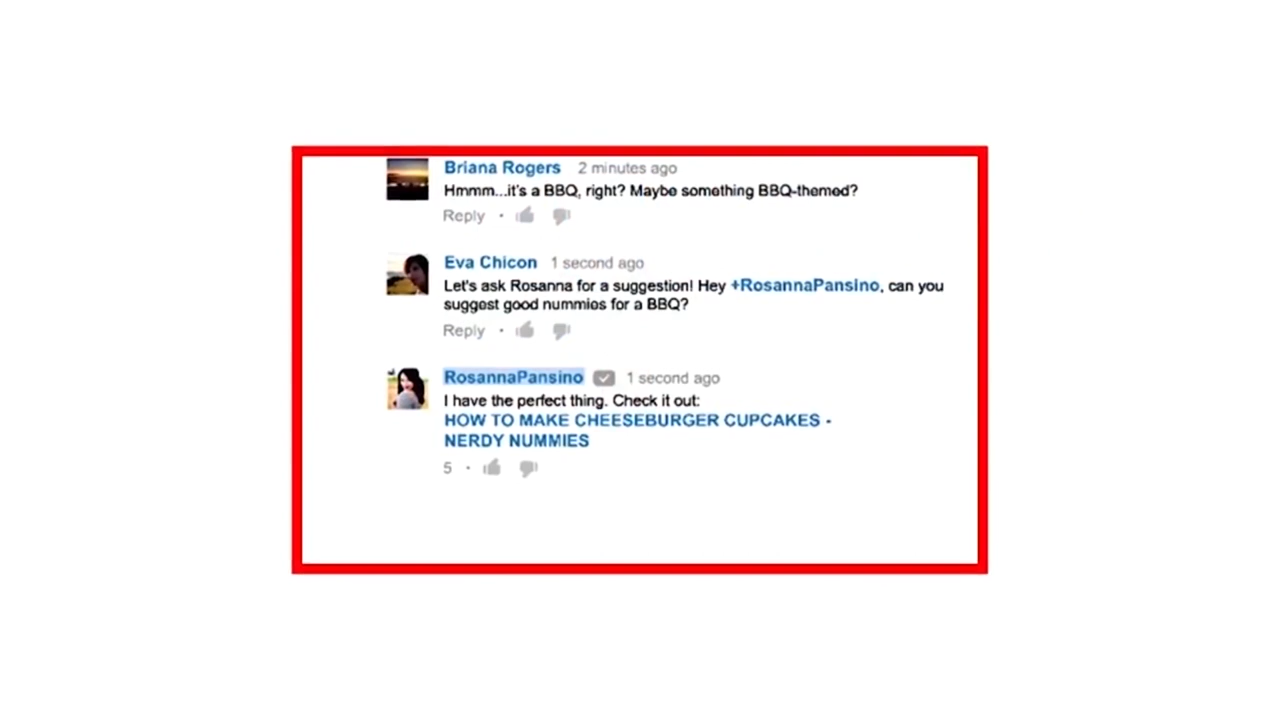 Briana Rogers 2 minutes ago
Hmmm...it's a BBQ, right? Maybe something BBQ-themed?
Reply ·
Eva Chicon 1 second ago
Let's ask Rosanna for a suggestion! Hey +RosannaPansino, can you
suggest good nummies for a BBQ?
Reply ·
RosannaPansino 1 second ago
I have the perfect thing. Check it out:
HOW TO MAKE CHEESEBURGER CUPCAKES -
NERDY NUMMIES
5 ·